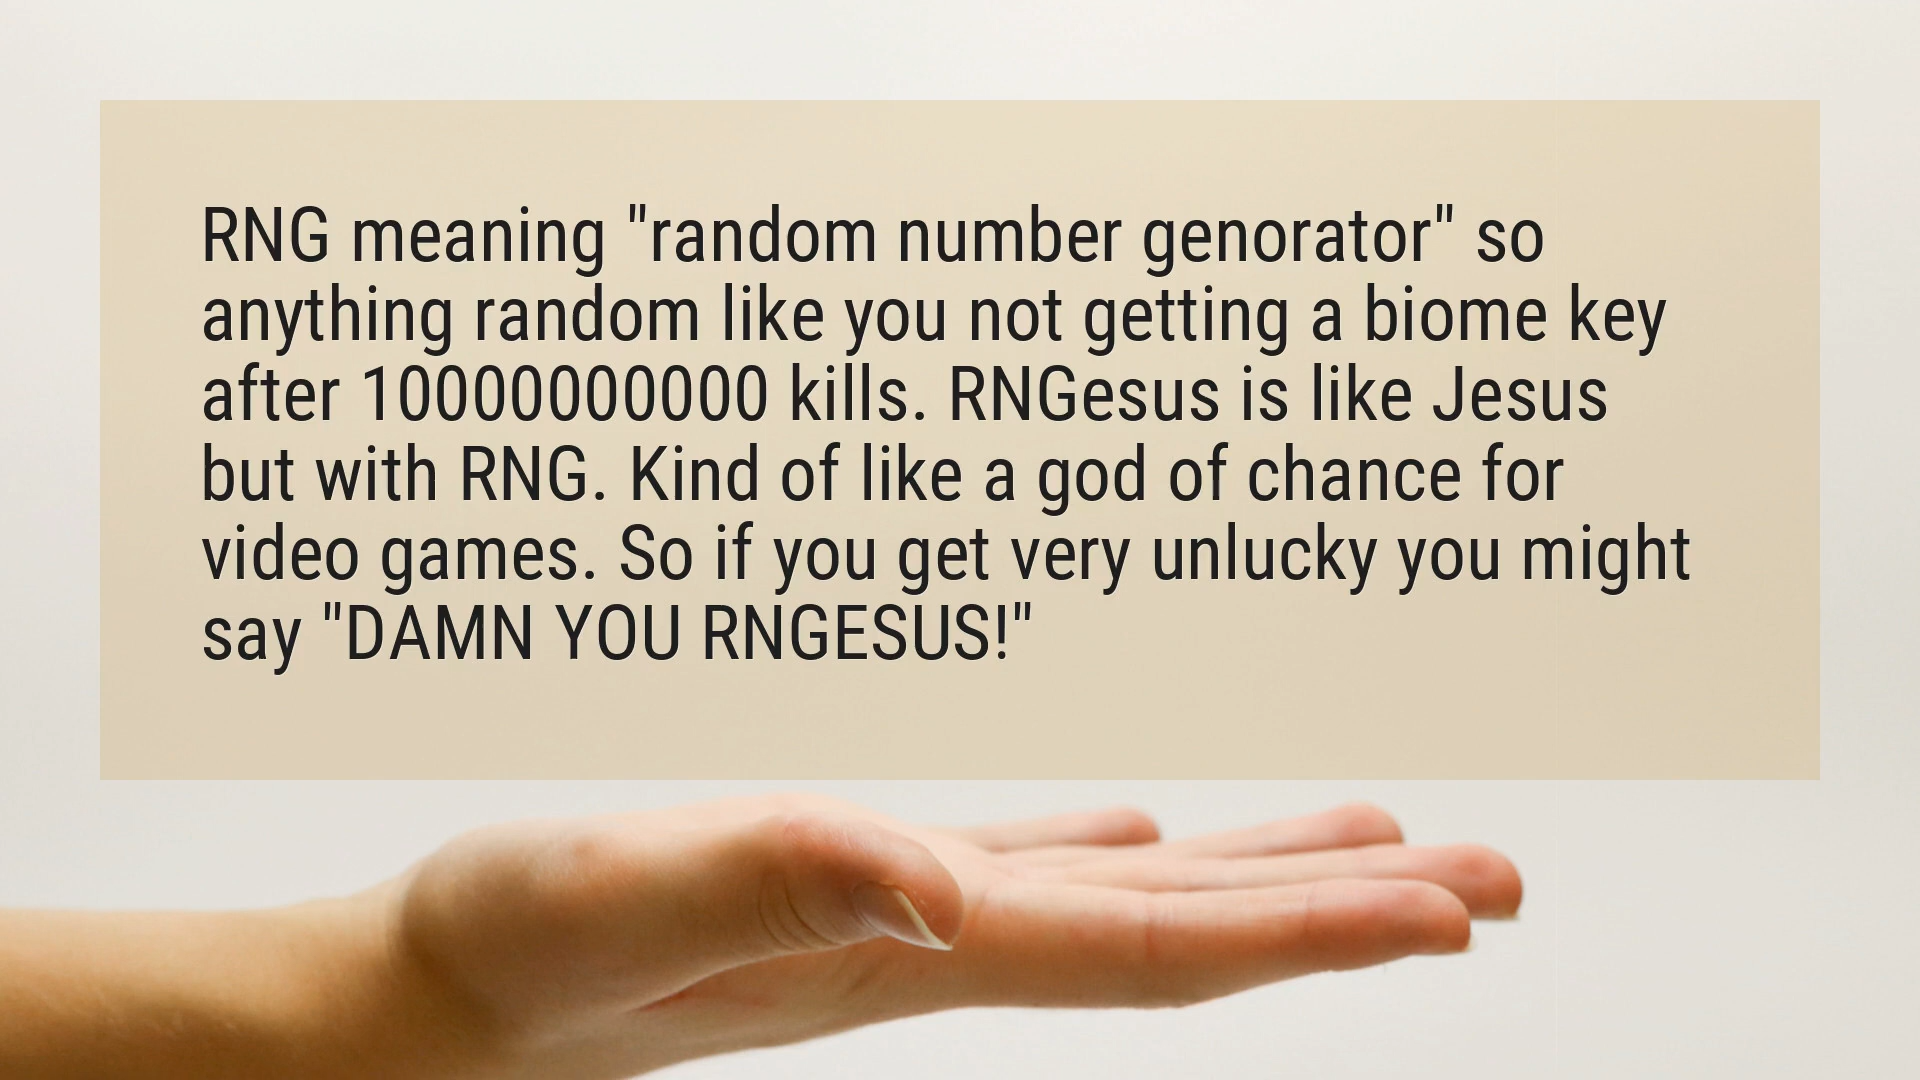 RNG meaning "random number genorator" so
anything random like you not getting a biome key
after 10000000000 kills. RNGesus is like Jesus
but with RNG. Kind of like a god of chance for
video games. So if you get very unlucky you might
say "DAMN YOU RNGESUS!"